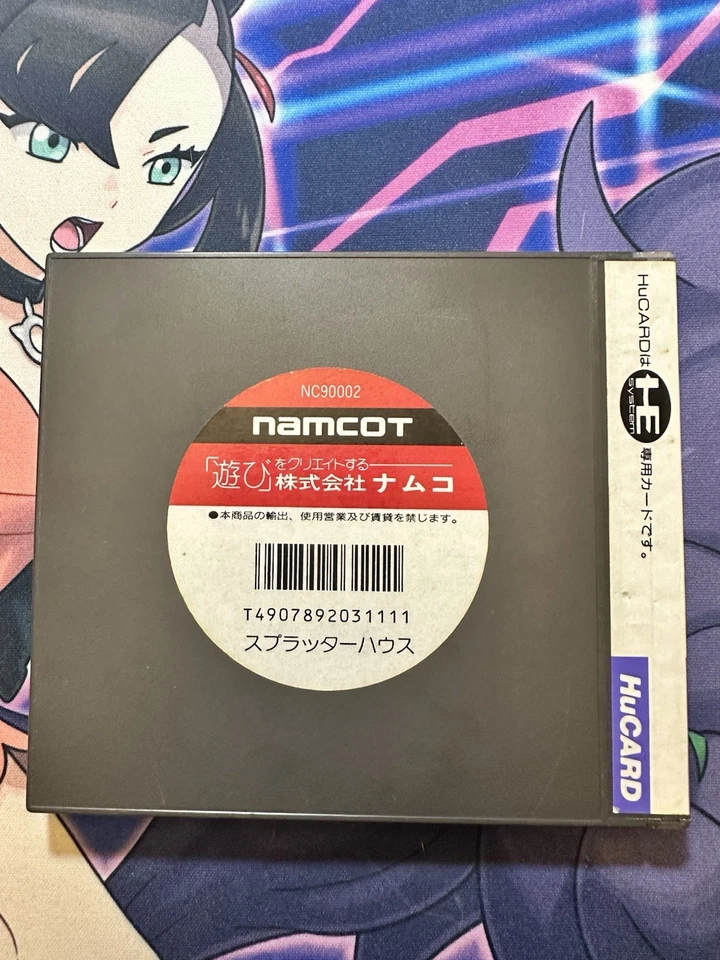 NC90002
namcot
「遊び」をクリエイトする
株式会社ナムコ
●本商品の輸出、使用営業及び賃貸を禁じます。
T4907892031111
スプラッターハウス
HuCARDは HE system 専用カードです。
HuCARD